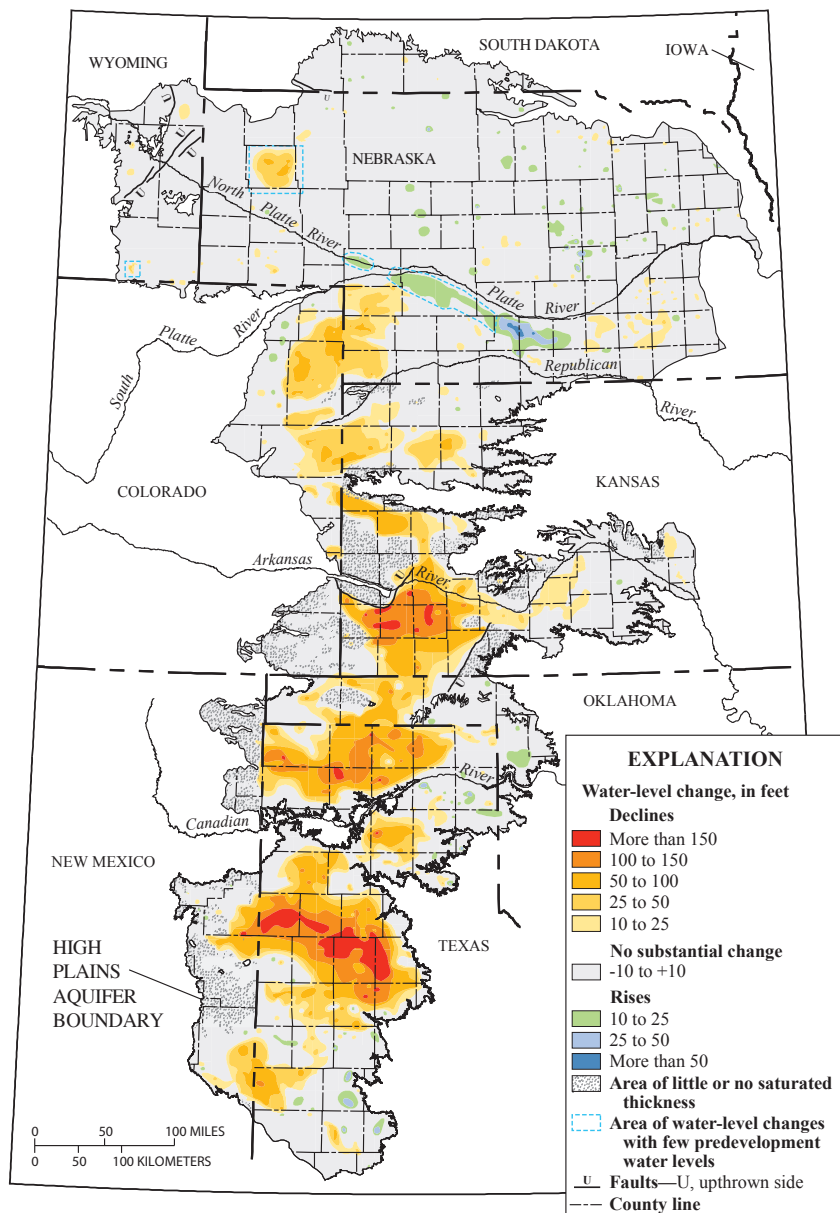 SOUTH DAKOTA
IOWA
WYOMING
U
U
U
U
NEBRASKA
North Platte River
Platte River
South Platte River
Republican River
COLORADO
KANSAS
Arkansas River
U
U
OKLAHOMA
Canadian River
NEW MEXICO
TEXAS
HIGH
PLAINS
AQUIFER
BOUNDARY
0 50 100 MILES
0 50 100 KILOMETERS
EXPLANATION
Water-level change, in feet
Declines
More than 150
100 to 150
50 to 100
25 to 50
10 to 25
No substantial change
-10 to +10
Rises
10 to 25
25 to 50
More than 50
Area of little or no saturated
thickness
Area of water-level changes
with few predevelopment
water levels
U Faults—U, upthrown side
County line